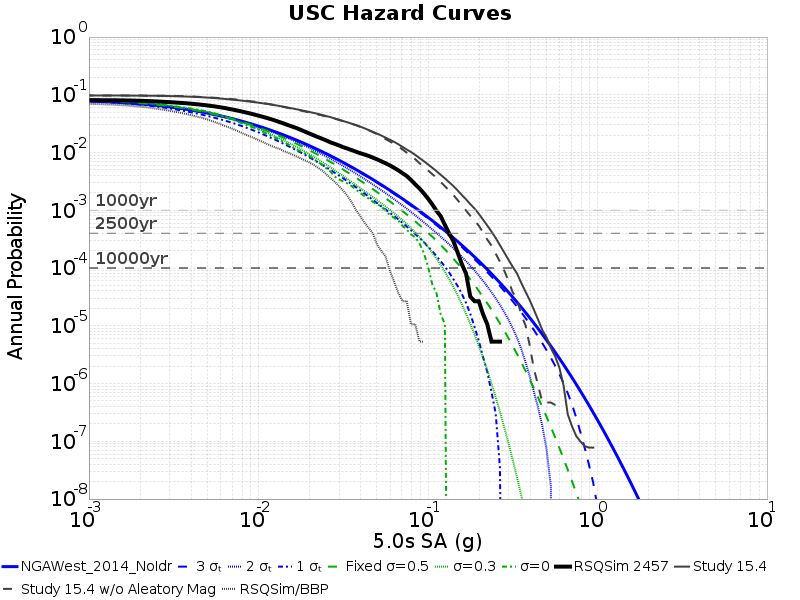 USC Hazard Curves
10^0
10^-1
10^-2
10^-3
10^-4
10^-5
10^-6
10^-7
10^-8
1000yr
2500yr
10000yr
Annual Probability
10^-3 10^-2 10^-1 10^0 10^1
5.0s SA (g)
NGAWest_2014_NoIdr 3 σₜ 2 σₜ 1 σₜ Fixed σ=0.5 σ=0.3 σ=0 RSQSim 2457 Study 15.4
Study 15.4 w/o Aleatory Mag RSQSim/BBP